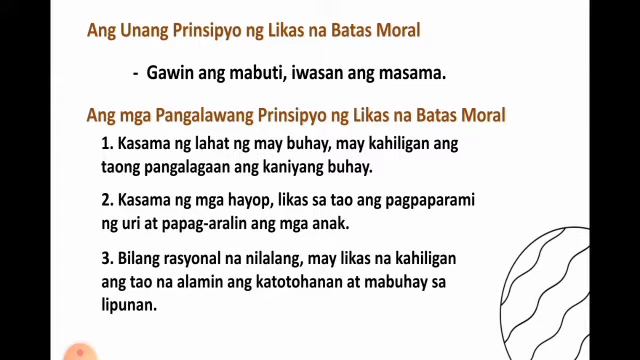 Ang Unang Prinsipyo ng Likas na Batas Moral
- Gawin ang mabuti, iwasan ang masama.
Ang mga Pangalawang Prinsipyo ng Likas na Batas Moral
1. Kasama ng lahat ng may buhay, may kahiligan ang
taong pangalagaan ang kaniyang buhay.
2. Kasama ng mga hayop, likas sa tao ang pagpaparami
ng uri at papag-aralin ang mga anak.
3. Bilang rasyonal na nilalang, may likas na kahiligan
ang tao na alamin ang katotohanan at mabuhay sa
lipunan.